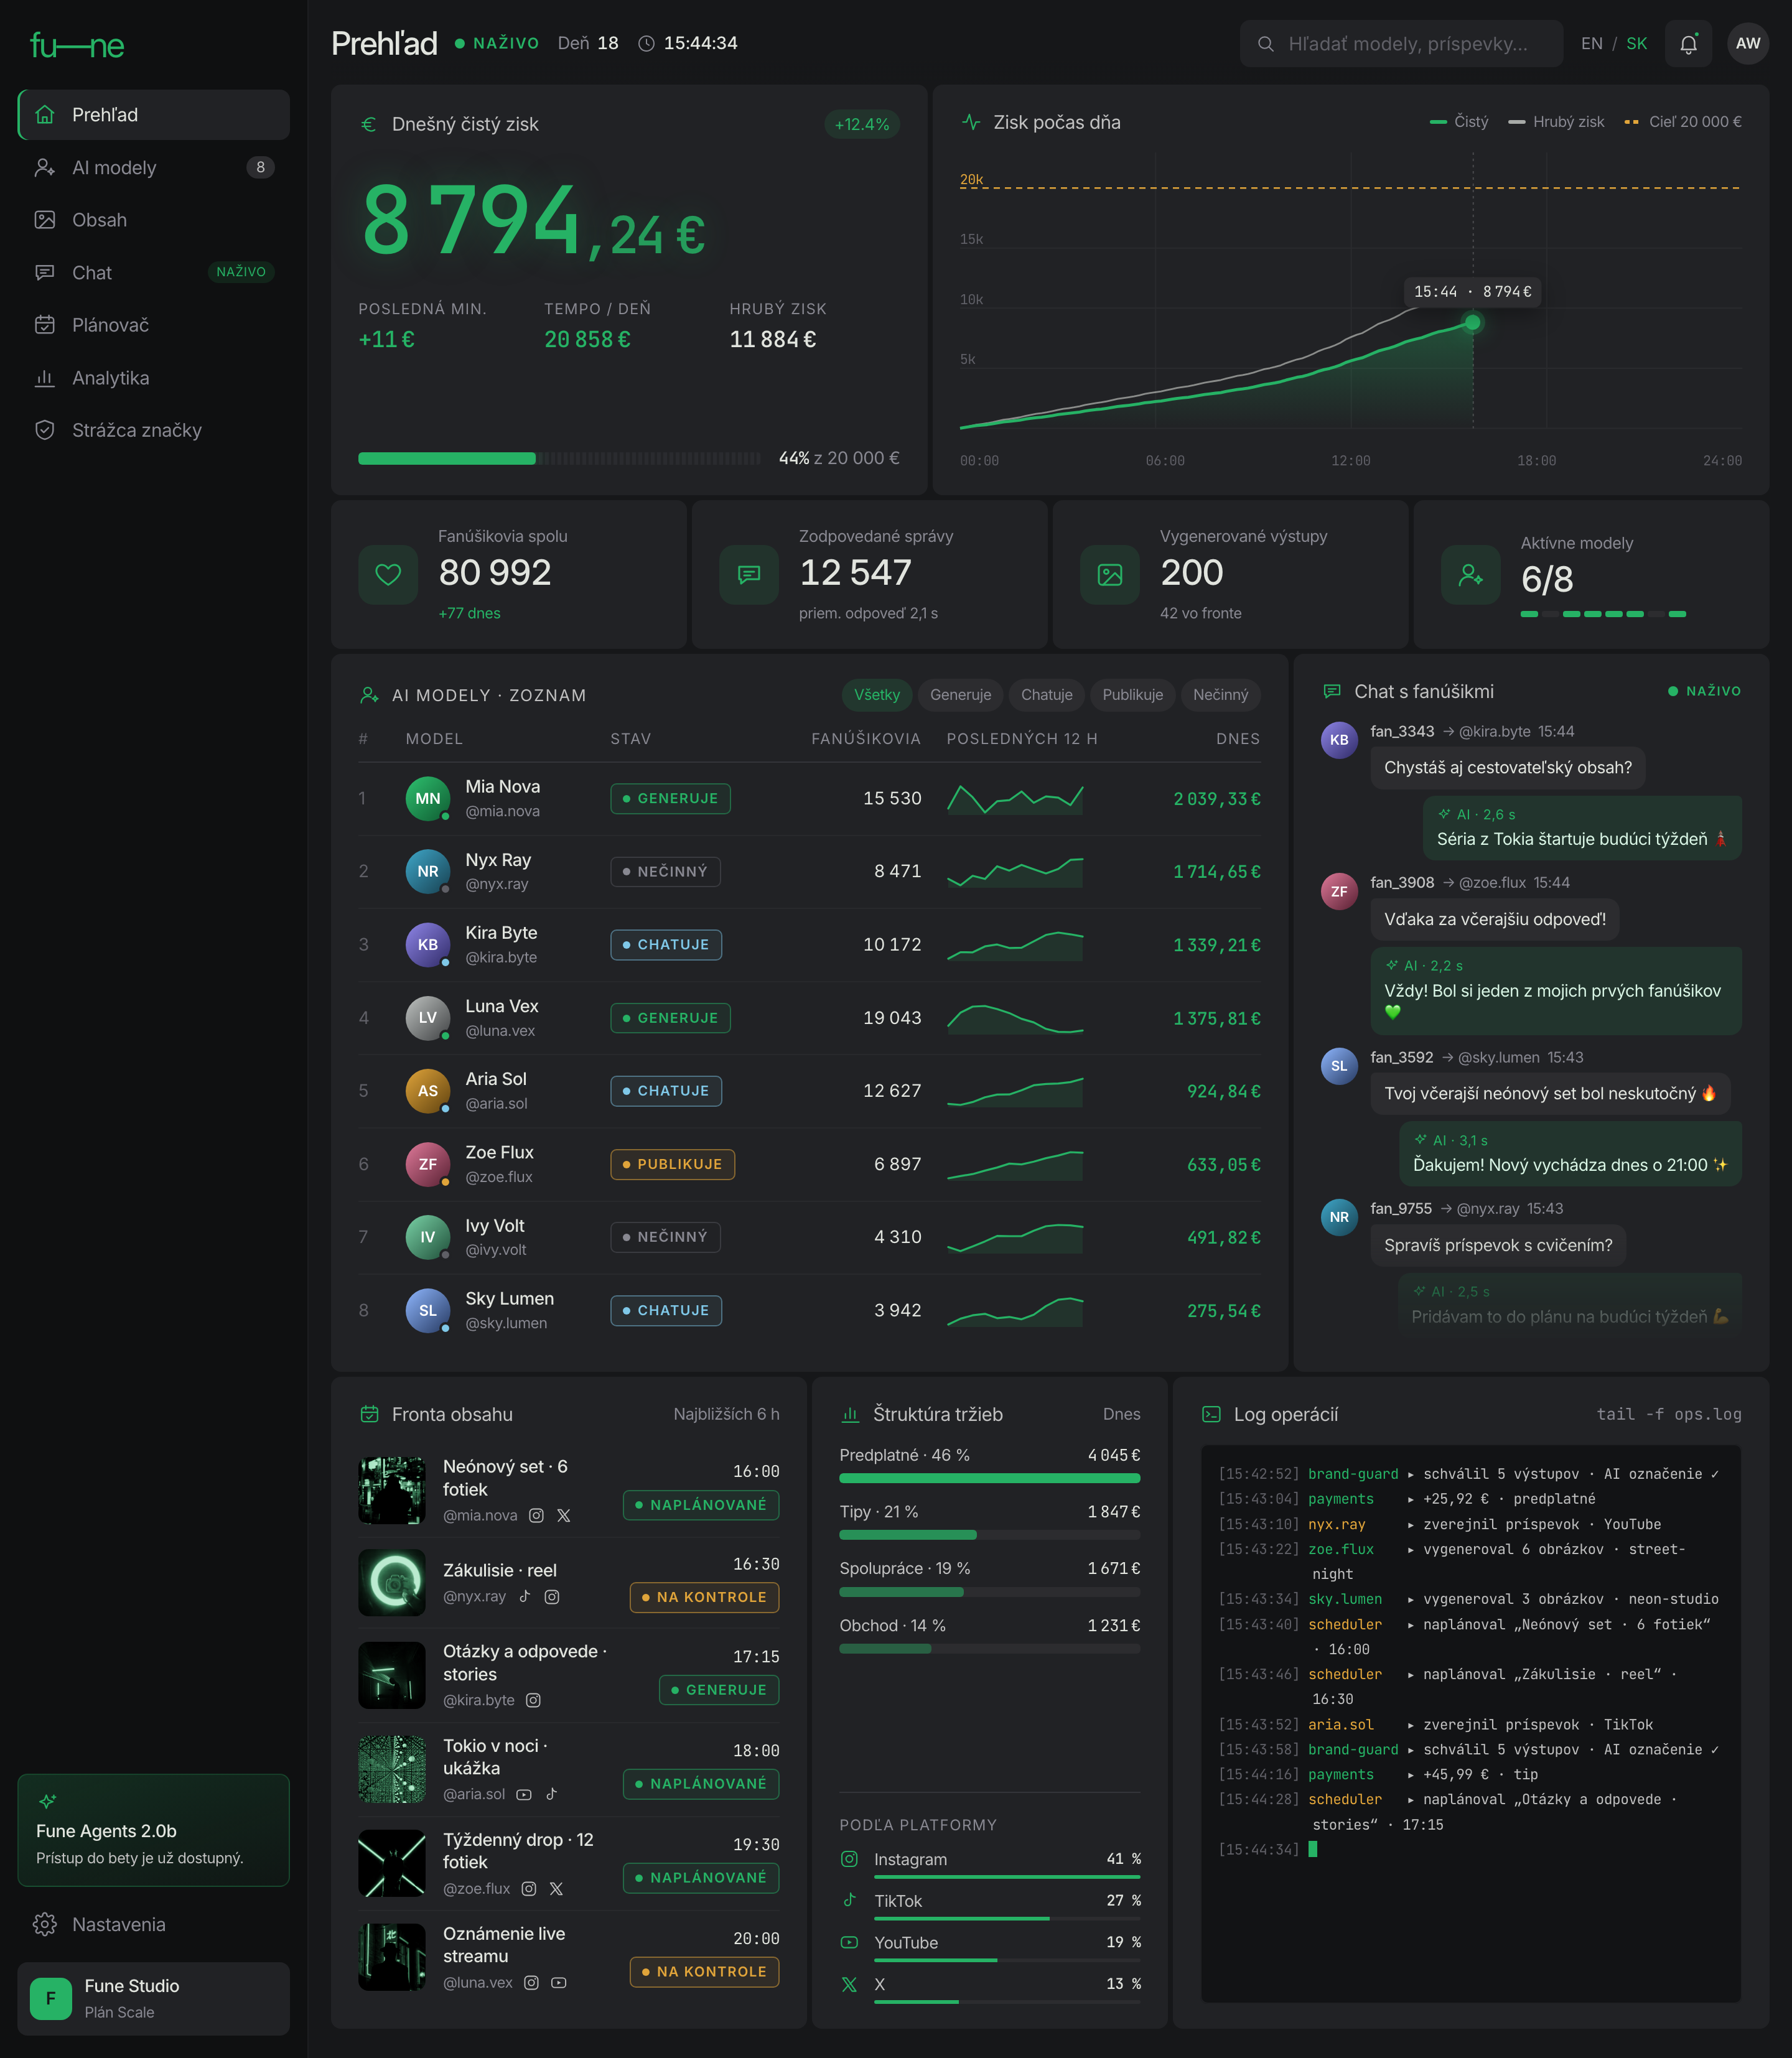 fu—ne
Prehľad
AI modely 8
Obsah
Chat NAŽIVO
Plánovač
Analytika
Strážca značky
Fune Agents 2.0b
Prístup do bety je už dostupný.
Nastavenia
F Fune Studio
Plán Scale
Prehľad NAŽIVO Deň 18 15:44:34
Hľadať modely, príspevky...
EN / SK
AW
€ Dnešný čistý zisk +12.4%
8 794,24 €
POSLEDNÁ MIN. TEMPO / DEŇ HRUBÝ ZISK
+11 € 20 858 € 11 884 €
44% z 20 000 €
Zisk počas dňa Čistý Hrubý zisk Cieľ 20 000 €
20k
15k
10k
5k
15:44 · 8 794 €
00:00 06:00 12:00 18:00 24:00
Fanúšikovia spolu
80 992
+77 dnes
Zodpovedané správy
12 547
priem. odpoveď 2,1 s
Vygenerované výstupy
200
42 vo fronte
Aktívne modely
6/8
AI MODELY · ZOZNAM Všetky Generuje Chatuje Publikuje Nečinný
# MODEL STAV FANÚŠIKOVIA POSLEDNÝCH 12 H DNES
1 MN Mia Nova GENERUJE 15 530 2 039,33 €
@mia.nova
2 NR Nyx Ray NEČINNÝ 8 471 1 714,65 €
@nyx.ray
3 KB Kira Byte CHATUJE 10 172 1 339,21 €
@kira.byte
4 LV Luna Vex GENERUJE 19 043 1 375,81 €
@luna.vex
5 AS Aria Sol CHATUJE 12 627 924,84 €
@aria.sol
6 ZF Zoe Flux PUBLIKUJE 6 897 633,05 €
@zoe.flux
7 IV Ivy Volt NEČINNÝ 4 310 491,82 €
@ivy.volt
8 SL Sky Lumen CHATUJE 3 942 275,54 €
@sky.lumen
Chat s fanúšikmi NAŽIVO
KB fan_3343 → @kira.byte 15:44
Chystáš aj cestovateľský obsah?
AI · 2,6 s
Séria z Tokia štartuje budúci týždeň 🗼
ZF fan_3908 → @zoe.flux 15:44
Vďaka za včerajšiu odpoveď!
AI · 2,2 s
Vždy! Bol si jeden z mojich prvých fanúšikov
💚
SL fan_3592 → @sky.lumen 15:43
Tvoj včerajší neónový set bol neskutočný 🔥
AI · 3,1 s
Ďakujem! Nový vychádza dnes o 21:00 ✨
NR fan_9755 → @nyx.ray 15:43
Spravíš príspevok s cvičením?
AI · 2,5 s
Pridávam to do plánu na budúci týždeň 💪
Fronta obsahu Najbližších 6 h
Neónový set · 6
fotiek
@mia.nova
16:00
NAPLÁNOVANÉ
Zákulisie · reel
@nyx.ray
16:30
NA KONTROLE
Otázky a odpovede ·
stories
@kira.byte
17:15
GENERUJE
Tokio v noci ·
ukážka
@aria.sol
18:00
NAPLÁNOVANÉ
Týždenný drop · 12
fotiek
@zoe.flux
19:30
NAPLÁNOVANÉ
Oznámenie live
streamu
@luna.vex
20:00
NA KONTROLE
Štruktúra tržieb Dnes
Predplatné · 46 % 4 045 €
Tipy · 21 % 1 847 €
Spolupráce · 19 % 1 671 €
Obchod · 14 % 1 231 €
PODĽA PLATFORMY
Instagram 41 %
TikTok 27 %
YouTube 19 %
X 13 %
Log operácií tail -f ops.log
[15:42:52] brand-guard ▸ schválil 5 výstupov · AI označenie ✓
[15:43:04] payments ▸ +25,92 € · predplatné
[15:43:10] nyx.ray ▸ zverejnil príspevok · YouTube
[15:43:22] zoe.flux ▸ vygeneroval 6 obrázkov · street-
night
[15:43:34] sky.lumen ▸ vygeneroval 3 obrázkov · neon-studio
[15:43:40] scheduler ▸ naplánoval „Neónový set · 6 fotiek“
· 16:00
[15:43:46] scheduler ▸ naplánoval „Zákulisie · reel“ ·
16:30
[15:43:52] aria.sol ▸ zverejnil príspevok · TikTok
[15:43:58] brand-guard ▸ schválil 5 výstupov · AI označenie ✓
[15:44:16] payments ▸ +45,99 € · tip
[15:44:28] scheduler ▸ naplánoval „Otázky a odpovede ·
stories“ · 17:15
[15:44:34]